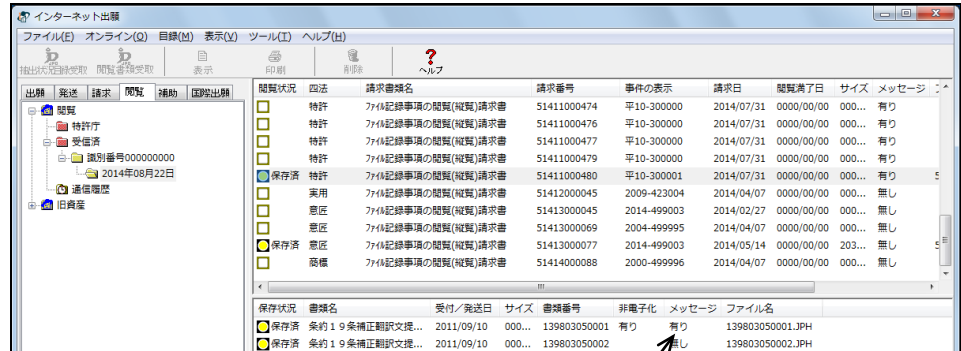 インターネット出願
ファイル(F) オンライン(O) 目録(M) 表示(V) ツール(T) ヘルプ(H)
抽出状況目録受取 閲覧書類受取 表示 印刷 削除 ヘルプ
出願 発送 請求 閲覧 補助 国際出願
閲覧
特許庁
受信済
識別番号000000000
2014年08月22日
通信履歴
旧資産
閲覧状況 四法 請求書類名 請求番号 事件の表示 請求日 閲覧満了日 サイズ メッセージ
特許 ファイル記録事項の閲覧(縦覧)請求書 51411000474 平10-300000 2014/07/31 0000/00/00 000... 有り
特許 ファイル記録事項の閲覧(縦覧)請求書 51411000476 平10-300000 2014/07/31 0000/00/00 000... 有り
特許 ファイル記録事項の閲覧(縦覧)請求書 51411000477 平10-300000 2014/07/31 0000/00/00 000... 有り
特許 ファイル記録事項の閲覧(縦覧)請求書 51411000479 平10-300000 2014/07/31 0000/00/00 000... 有り
保存済 特許 ファイル記録事項の閲覧(縦覧)請求書 51411000480 平10-300001 2014/07/31 0000/00/00 000... 有り
実用 ファイル記録事項の閲覧(縦覧)請求書 51412000045 2009-423004 2014/04/07 0000/00/00 000... 無し
意匠 ファイル記録事項の閲覧(縦覧)請求書 51413000045 2014-499003 2014/02/27 0000/00/00 000... 無し
意匠 ファイル記録事項の閲覧(縦覧)請求書 51413000069 2004-499995 2014/04/07 0000/00/00 000... 無し
保存済 意匠 ファイル記録事項の閲覧(縦覧)請求書 51413000077 2014-499003 2014/05/14 0000/00/00 203... 無し
商標 ファイル記録事項の閲覧(縦覧)請求書 51414000088 2000-499996 2014/04/07 0000/00/00 000... 無し
保存状況 書類名 受付/発送日 サイズ 書類番号 非電子化 メッセージ ファイル名
保存済 条約19条補正翻訳文提... 2011/09/10 000... 139803050001 有り 有り 139803050001.JPH
保存済 条約19条補正翻訳文提... 2011/09/10 000... 139803050002 無し 139803050002.JPH